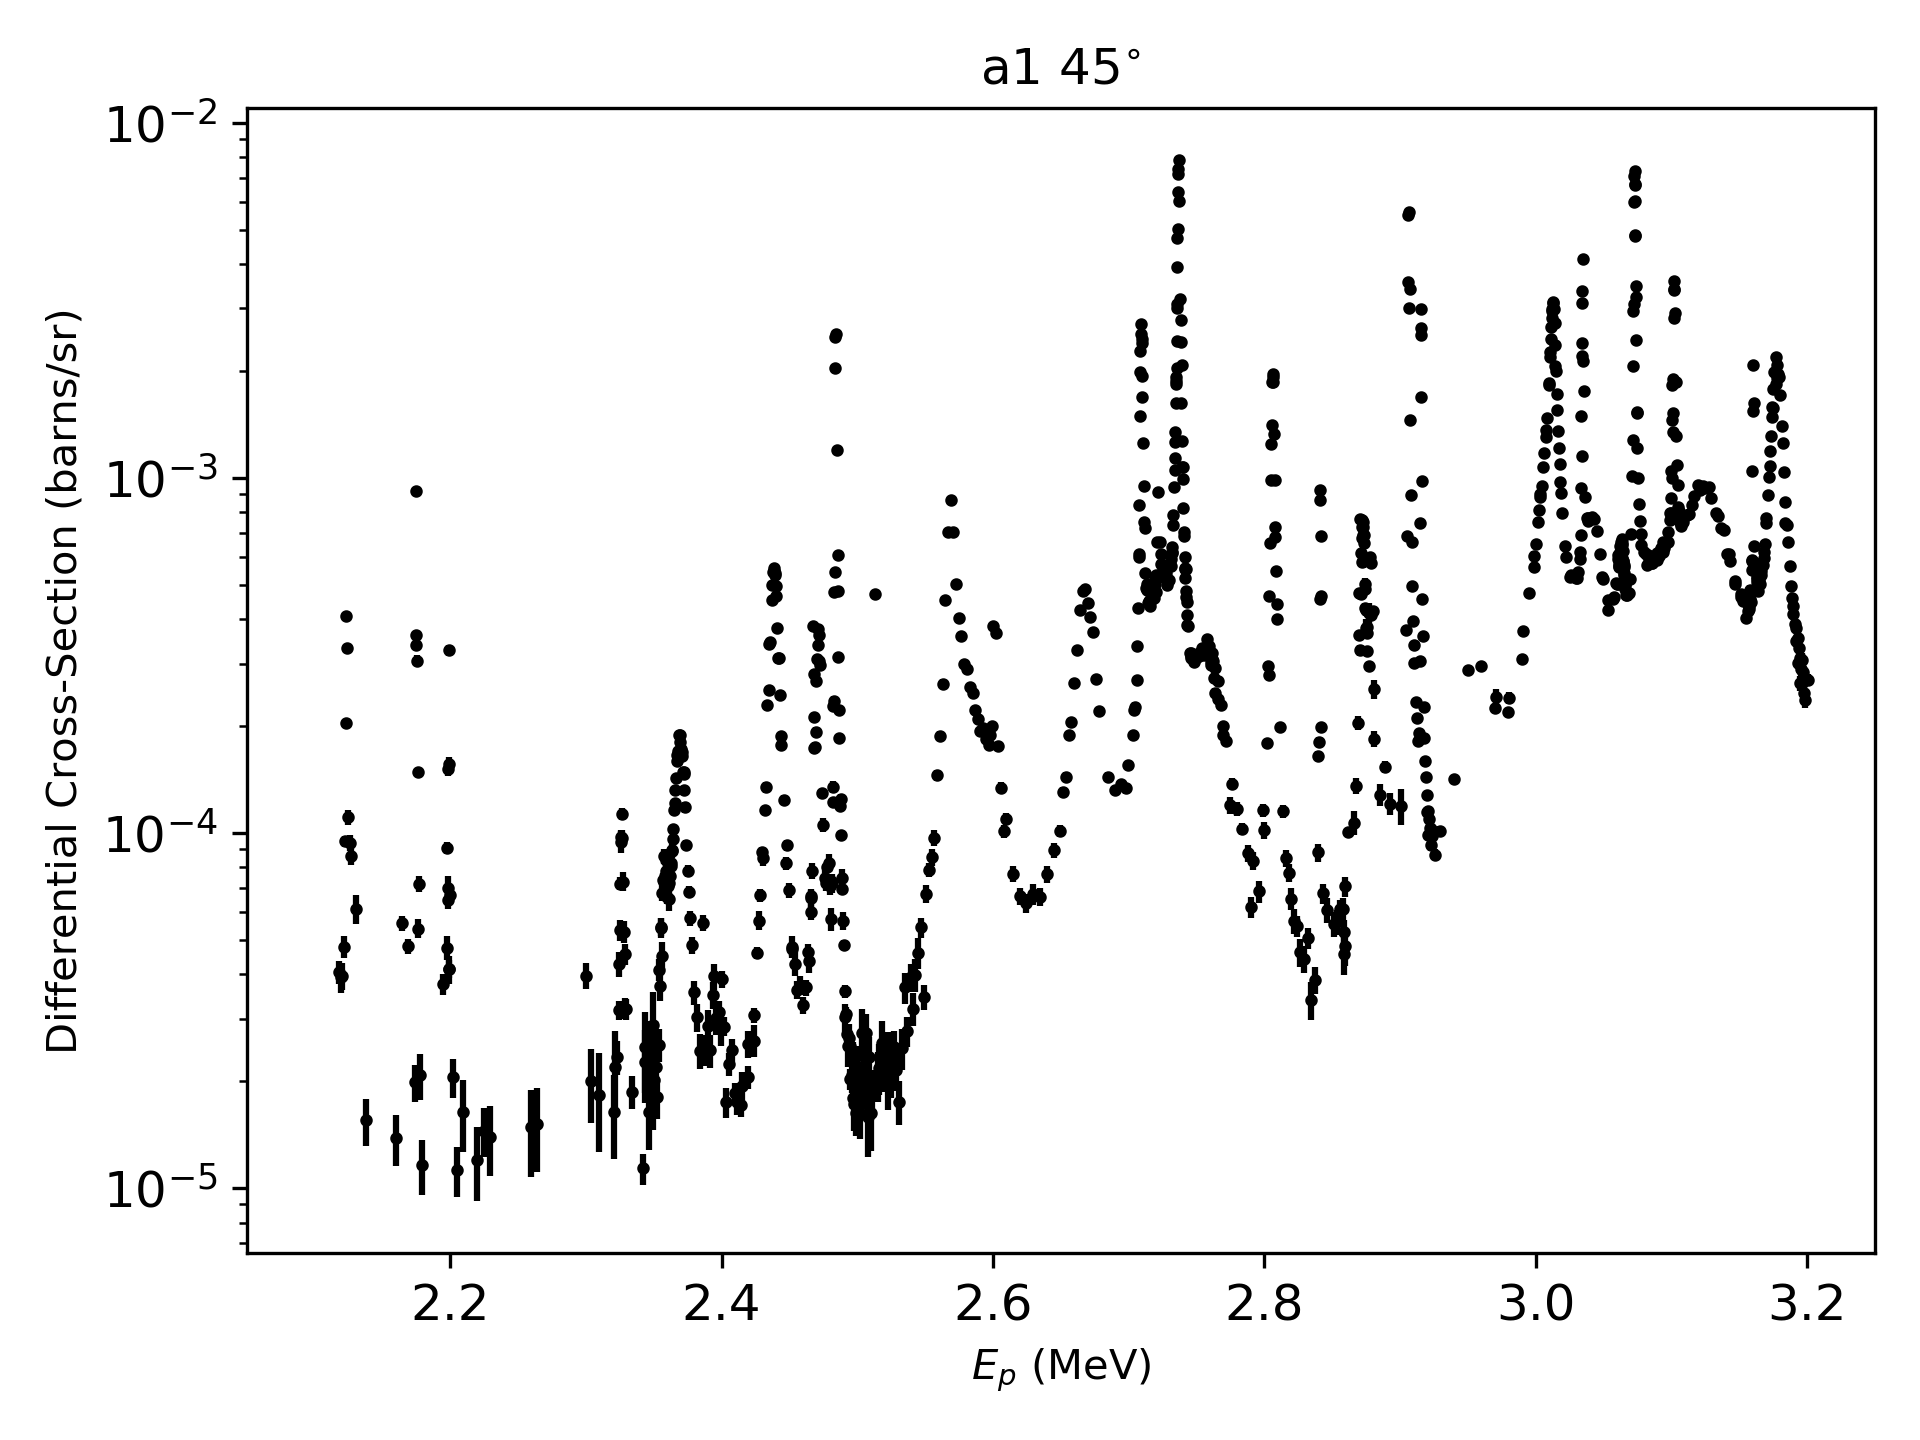 a1 45°
Differential Cross-Section (barns/sr)
10⁻²
10⁻³
10⁻⁴
10⁻⁵
2.2 2.4 2.6 2.8 3.0 3.2
Eₚ (MeV)